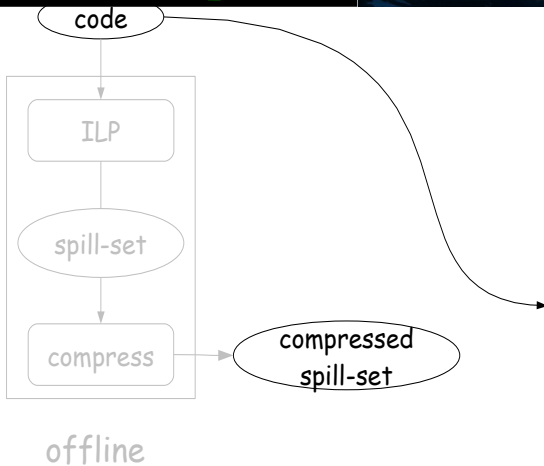 code
ILP
spill-set
compress
compressed
spill-set
offline